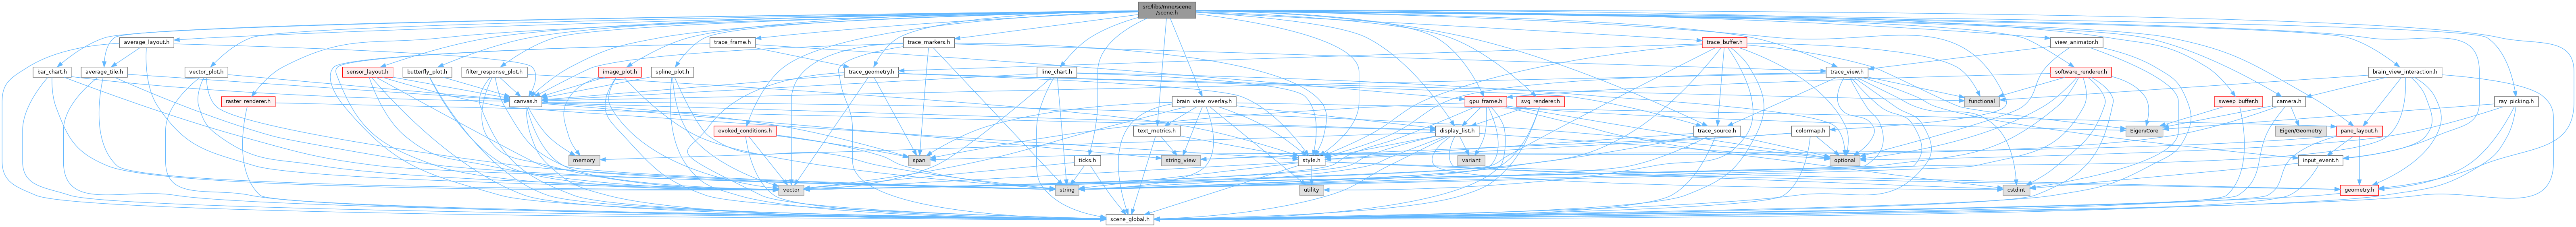 src/libs/mne/scene
/scene.h
average_layout.h
trace_frame.h
trace_markers.h
trace_buffer.h
view_animator.h
bar_chart.h
average_tile.h
vector_plot.h
sensor_layout.h
butterfly_plot.h
filter_response_plot.h
image_plot.h
spline_plot.h
trace_geometry.h
line_chart.h
trace_view.h
software_renderer.h
brain_view_interaction.h
raster_renderer.h
canvas.h
brain_view_overlay.h
gpu_frame.h
svg_renderer.h
functional
sweep_buffer.h
camera.h
ray_picking.h
evoked_conditions.h
text_metrics.h
display_list.h
trace_source.h
colormap.h
Eigen/Core
Eigen/Geometry
pane_layout.h
memory
span
ticks.h
string_view
style.h
variant
optional
input_event.h
vector
string
utility
cstdint
geometry.h
scene_global.h